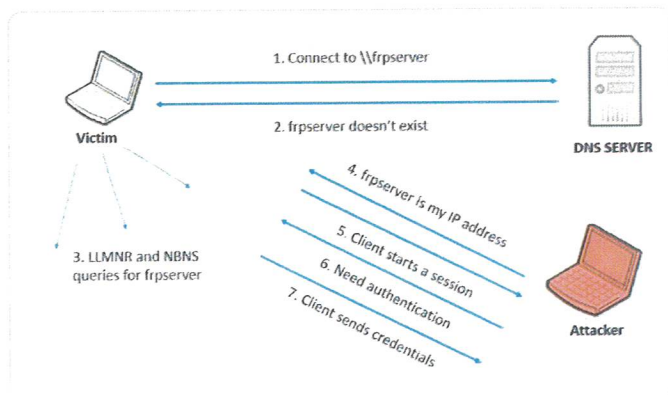 1. Connect to \\frpserver
2. frpserver doesn't exist
Victim
DNS SERVER
3. LLMNR and NBNS
queries for frpserver
4. frpserver is my IP address
5. Client starts a session
6. Need authentication
7. Client sends credentials
Attacker